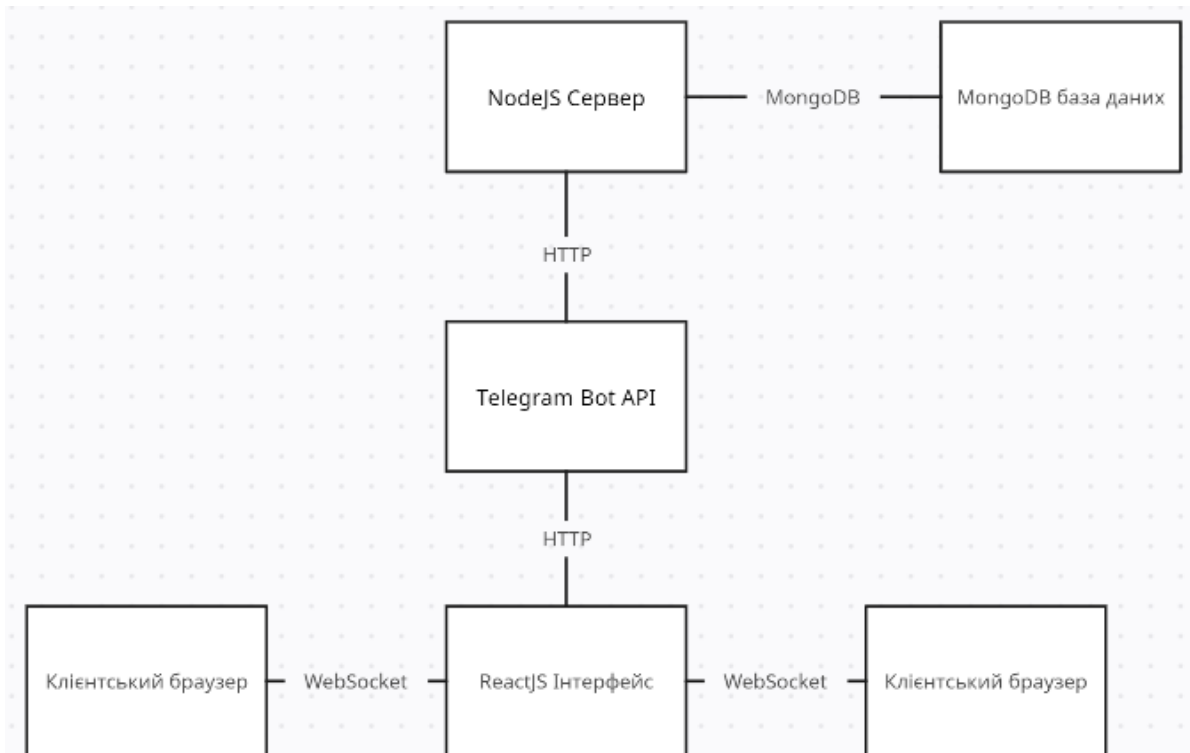 NodeJS Сервер
MongoDB
MongoDB база даних
HTTP
Telegram Bot API
HTTP
Клієнтський браузер
WebSocket
ReactJS Інтерфейс
WebSocket
Клієнтський браузер